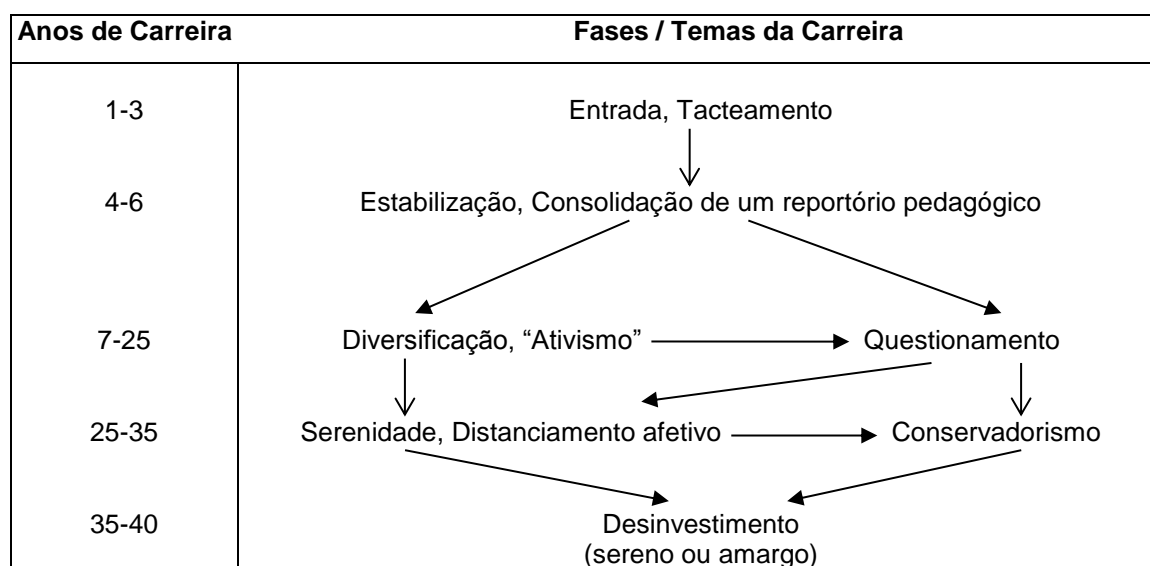 Anos de Carreira Fases / Temas da Carreira
1-3 Entrada, Tacteamento
4-6 Estabilização, Consolidação de um reportório pedagógico
7-25 Diversificação, “Ativismo” Questionamento
25-35 Serenidade, Distanciamento afetivo Conservadorismo
35-40 Desinvestimento
(sereno ou amargo)